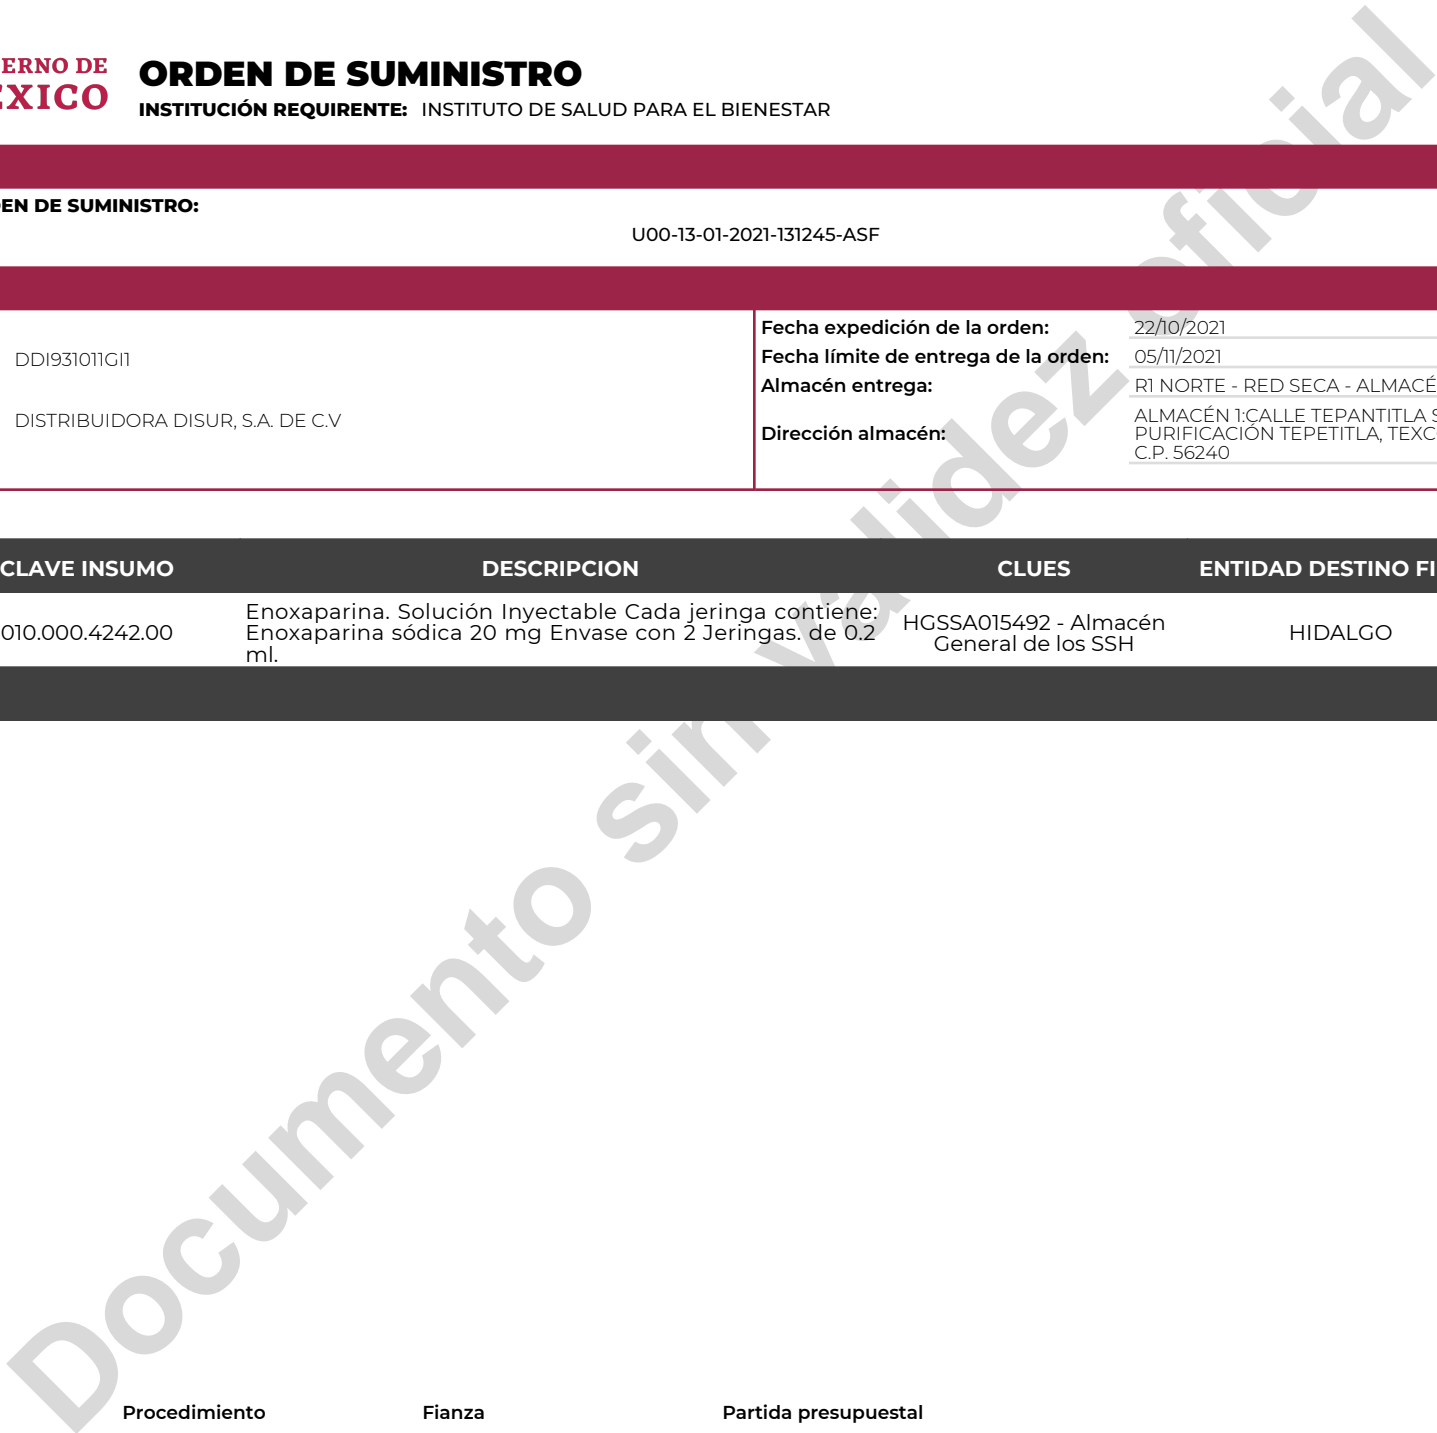 ERNO DE
XICO
ORDEN DE SUMINISTRO
INSTITUCIÓN REQUIRENTE: INSTITUTO DE SALUD PARA EL BIENESTAR
EN DE SUMINISTRO:
U00-13-01-2021-131245-ASF
DDI931011GI1
DISTRIBUIDORA DISUR, S.A. DE C.V
Fecha expedición de la orden: 22/10/2021
Fecha límite de entrega de la orden: 05/11/2021
Almacén entrega: R1 NORTE - RED SECA - ALMACÉ
Dirección almacén:
ALMACÉN 1:CALLE TEPANTITLA S
PURIFICACIÓN TEPETITLA, TEXC
C.P. 56240
CLAVE INSUMO DESCRIPCION CLUES ENTIDAD DESTINO FI
010.000.4242.00
Enoxaparina. Solución Inyectable Cada jeringa contiene:
Enoxaparina sódica 20 mg Envase con 2 Jeringas. de 0.2
ml.
HGSSA015492 - Almacén
General de los SSH
HIDALGO
Documento sin validez oficial
Procedimiento Fianza Partida presupuestal